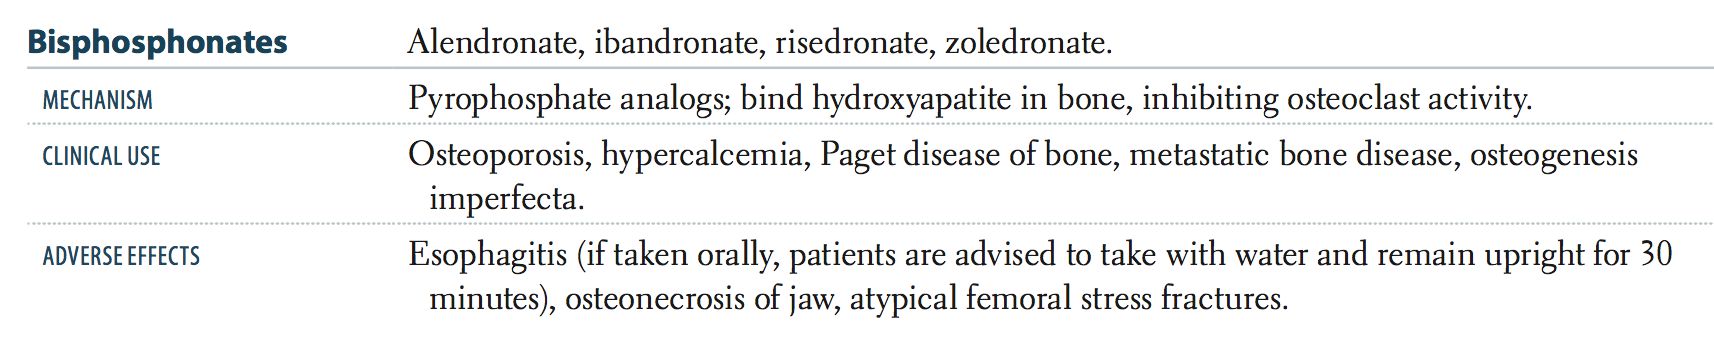 Bisphosphonates Alendronate, ibandronate, risedronate, zoledronate.
MECHANISM Pyrophosphate analogs; bind hydroxyapatite in bone, inhibiting osteoclast activity.
CLINICAL USE Osteoporosis, hypercalcemia, Paget disease of bone, metastatic bone disease, osteogenesis
imperfecta.
ADVERSE EFFECTS Esophagitis (if taken orally, patients are advised to take with water and remain upright for 30
minutes), osteonecrosis of jaw, atypical femoral stress fractures.